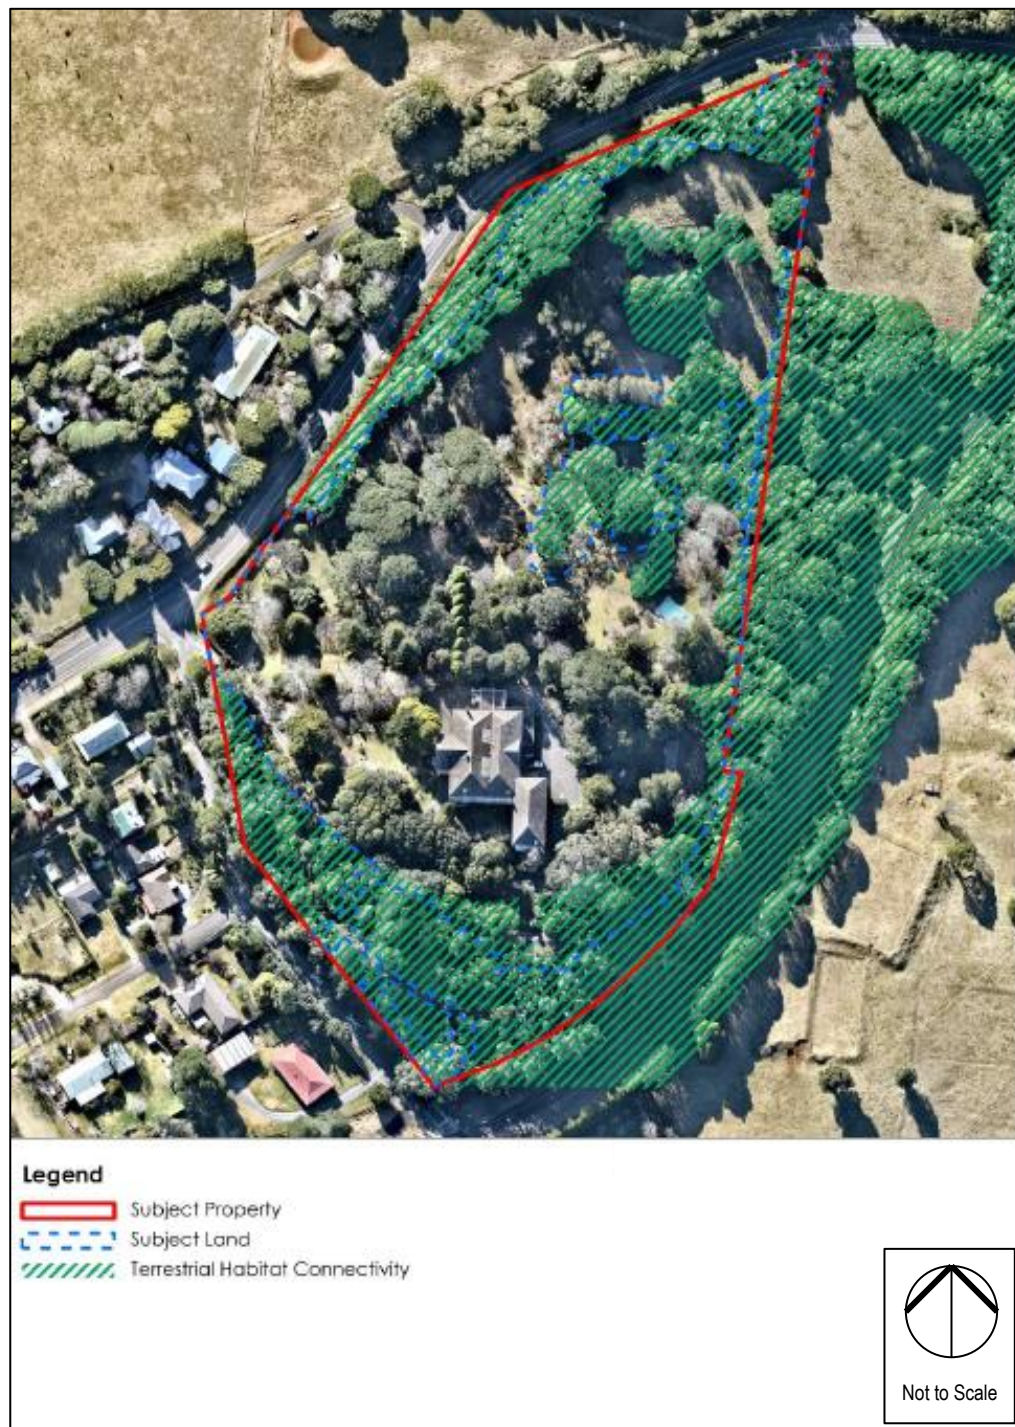 Legend
Subject Property
Subject Land
Terrestrial Habitat Connectivity
Not to Scale